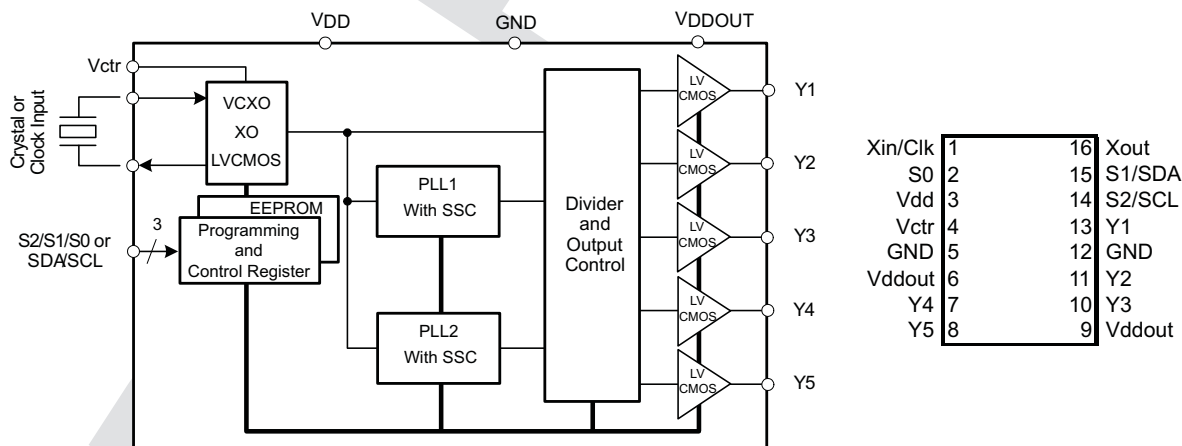 VDD
GND
VDDOUT
Vctr
Crystal or
Clock Input
VCXO
XO
LVCMOS
EEPROM
Programming
and
Control Register
3
S2/S1/S0 or
SDA/SCL
PLL1
With SSC
PLL2
With SSC
Divider
and
Output
Control
LV
CMOS
Y1
LV
CMOS
Y2
LV
CMOS
Y3
LV
CMOS
Y4
LV
CMOS
Y5
Xin/Clk 1 16 Xout
S0 2 15 S1/SDA
Vdd 3 14 S2/SCL
Vctr 4 13 Y1
GND 5 12 GND
Vddout 6 11 Y2
Y4 7 10 Y3
Y5 8 9 Vddout